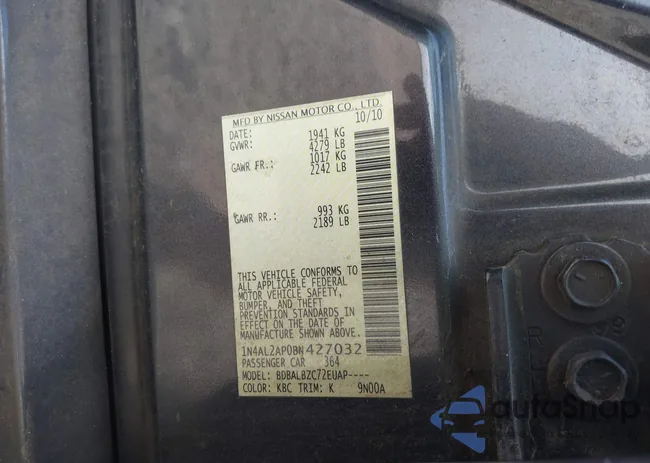 MFD BY NISSAN MOTOR CO., LTD.
DATE: 10/10
GVWR: 1941 KG
4279 LB
GAWR FR.: 1017 KG
2242 LB
GAWR RR.: 993 KG
2189 LB
THIS VEHICLE CONFORMS TO
ALL APPLICABLE FEDERAL
MOTOR VEHICLE SAFETY,
BUMPER, AND THEFT
PREVENTION STANDARDS IN
EFFECT ON THE DATE OF
MANUFACTURE SHOWN ABOVE.
1N4AL2AP0BN427032
PASSENGER CAR 364
MODEL: BDBALBZC72EUAP----
COLOR: KBC TRIM: K 9N00A
autoSnap